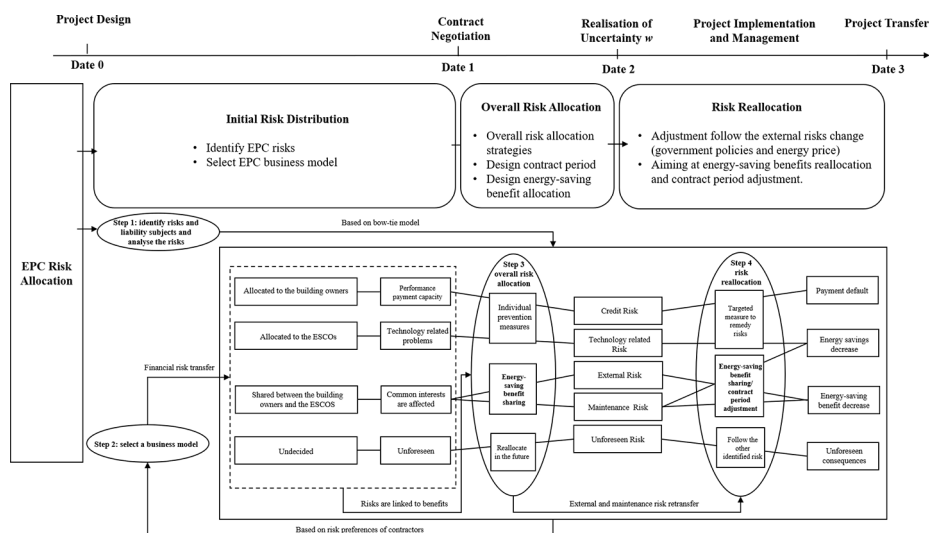 Project Design
Contract
Negotiation
Realisation of
Uncertainty w
Project Implementation
and Management
Project Transfer
Date 0
Date 1
Date 2
Date 3
EPC Risk
Allocation
Initial Risk Distribution
• Identify EPC risks
• Select EPC business model
Overall Risk Allocation
• Overall risk allocation
strategies
• Design contract period
• Design energy-saving
benefit allocation
Risk Reallocation
• Adjustment follow the external risks change
(government policies and energy price)
• Aiming at energy-saving benefits reallocation
and contract period adjustment.
Step 1: identify risks and
liability subjects and
analyse the risks
Based on bow-tie model
Financial risk transfer
Step 2: select a business model
Allocated to the building owners
Performance
payment capacity
Allocated to the ESCOs
Technology related
problems
Shared between the building
owners and the ESCOS
Common interests
are affected
Undecided
Unforeseen
Step 3
overall risk
allocation
Individual
prevention
measures
Energy-
saving
benefit
sharing
Reallocate
in the future
Credit Risk
Technology related
Risk
External Risk
Maintenance Risk
Unforeseen Risk
Step 4
risk
reallocation
Targeted
measure to
remedy
risks
Energy-saving
benefit
sharing/
contract
period
adjustment
Follow the
other
identified risk
Payment default
Energy savings
decrease
Energy-saving
benefit decrease
Unforeseen
consequences
Risks are linked to benefits
External and maintenance risk retransfer
Based on risk preferences of contractors